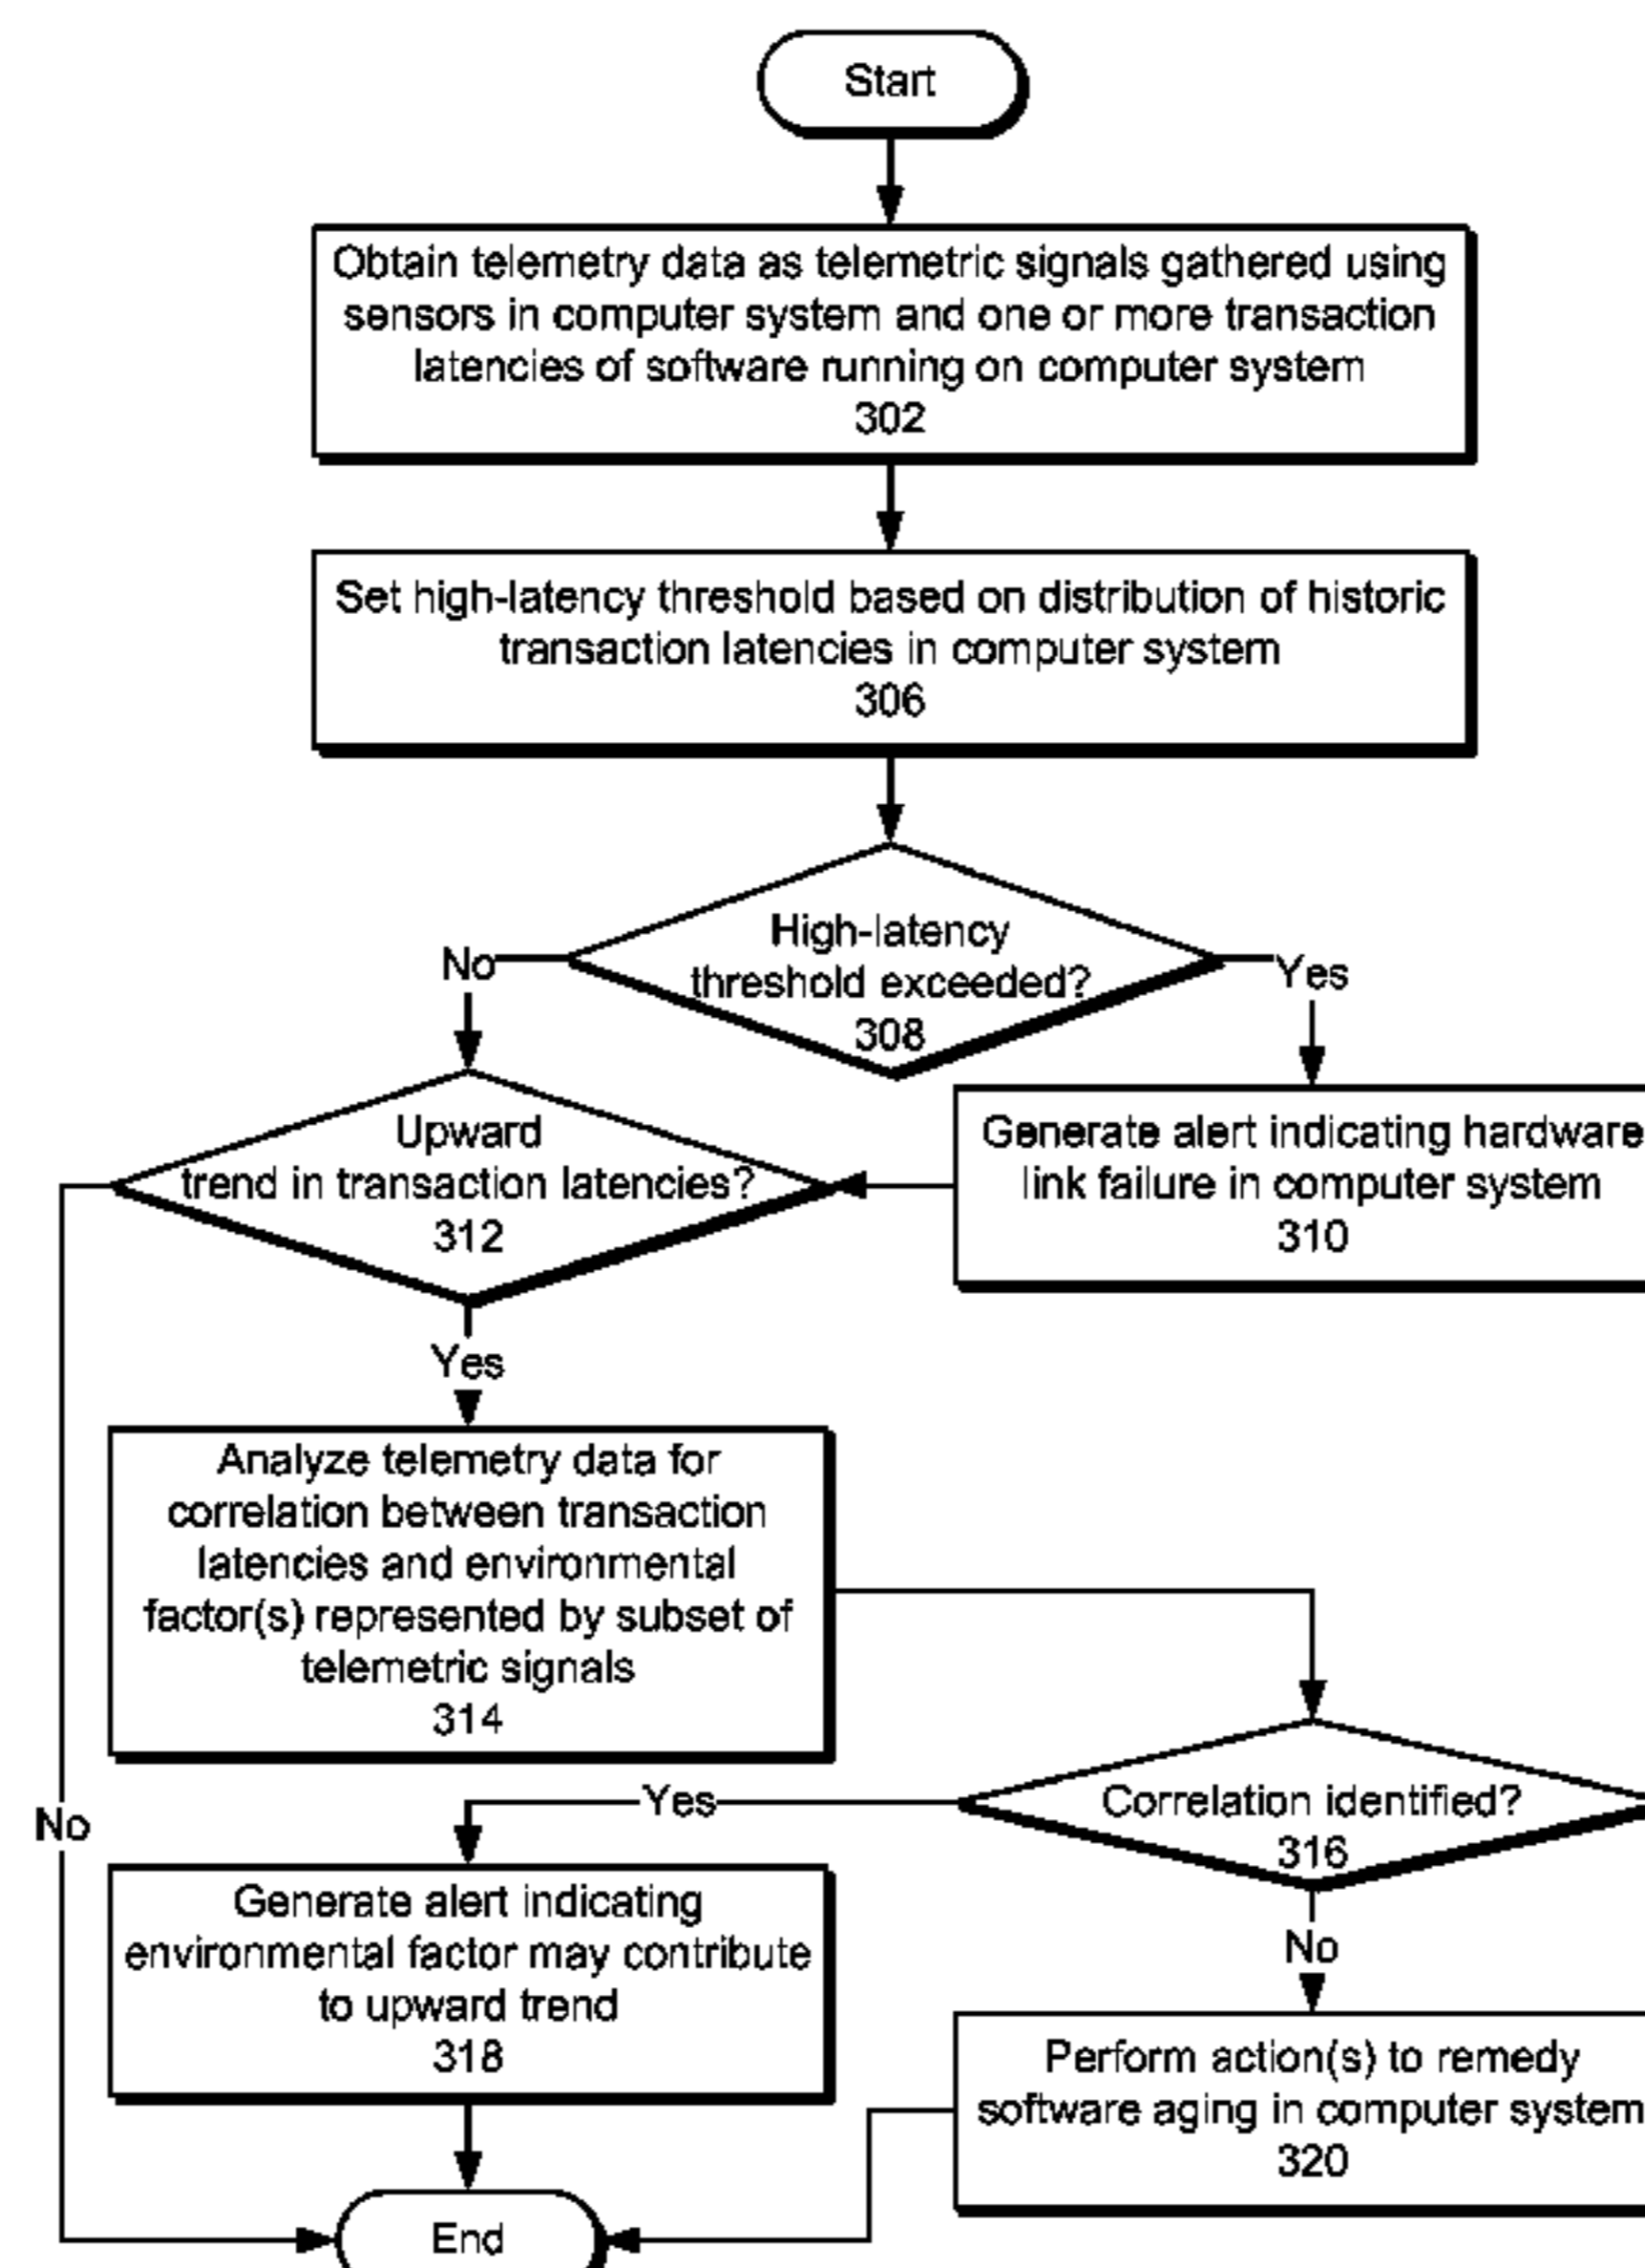 Start
Obtain telemetry data as telemetric signals gathered using
sensors in computer system and one or more transaction
latencies of software running on computer system
302
Set high-latency threshold based on distribution of historic
transaction latencies in computer system
306
High-latency
threshold exceeded?
308
No
Yes
Upward
trend in transaction latencies?
312
Generate alert indicating hardware
link failure in computer system
310
Yes
Analyze telemetry data for
correlation between transaction
latencies and environmental
factor(s) represented by subset of
telemetric signals
314
Correlation identified?
316
Yes
No
Generate alert indicating
environmental factor may contribute
to upward trend
318
No
Perform action(s) to remedy
software aging in computer system
320
End